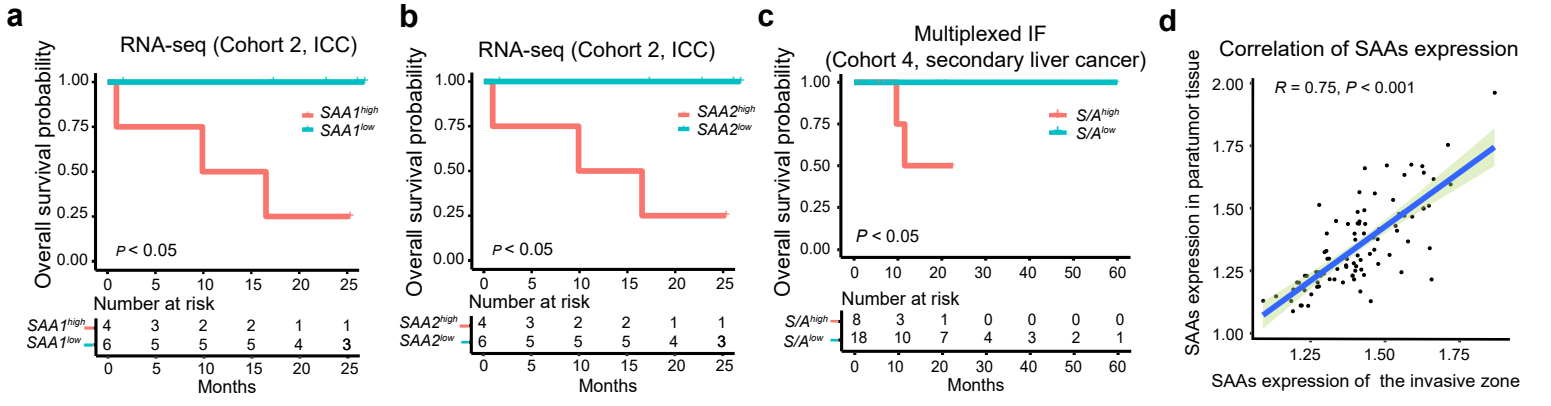 a
RNA-seq (Cohort 2, ICC)
Overall survival probability
1.00
0.75
0.50
0.25
0.00
SAA1high
SAA1low
P < 0.05
0 5 10 15 20 25
Number at risk
SAA1high 4 3 2 2 1 1
SAA1low 6 5 5 5 4 3
0 5 10 15 20 25
Months
b
RNA-seq (Cohort 2, ICC)
Overall survival probability
1.00
0.75
0.50
0.25
0.00
SAA2high
SAA2low
P < 0.05
0 5 10 15 20 25
Number at risk
SAA2high 4 3 2 2 1 1
SAA2low 6 5 5 5 4 3
0 5 10 15 20 25
Months
c
Multiplexed IF
(Cohort 4, secondary liver cancer)
Overall survival probability
1.00
0.75
0.50
0.25
0.00
S/Ahigh
S/Alow
P < 0.05
0 10 20 30 40 50 60
Number at risk
S/Ahigh 8 3 1 0 0 0 0
S/Alow 18 10 7 4 3 2 1
0 10 20 30 40 50 60
Months
d
Correlation of SAAs expression
SAAs expression in paratumor tissue
2.00
1.75
1.50
1.25
1.00
R = 0.75, P < 0.001
1.25 1.50 1.75
SAAs expression of the invasive zone